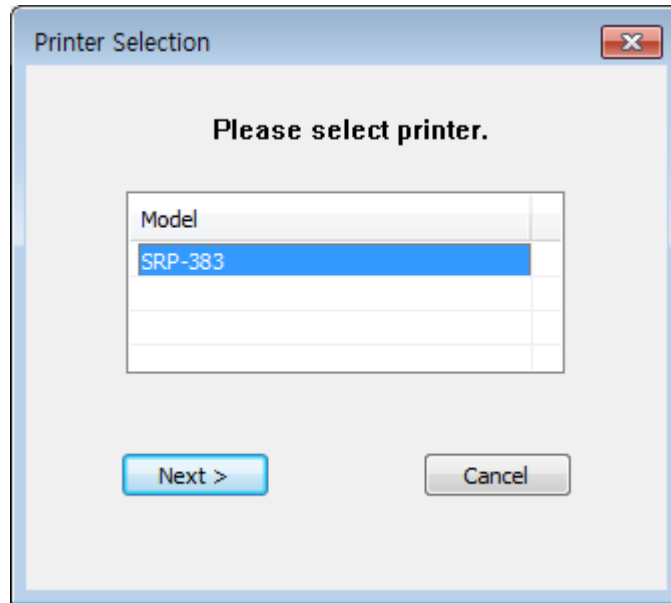 Printer Selection
Please select printer.
Model
SRP-383
Next >
Cancel